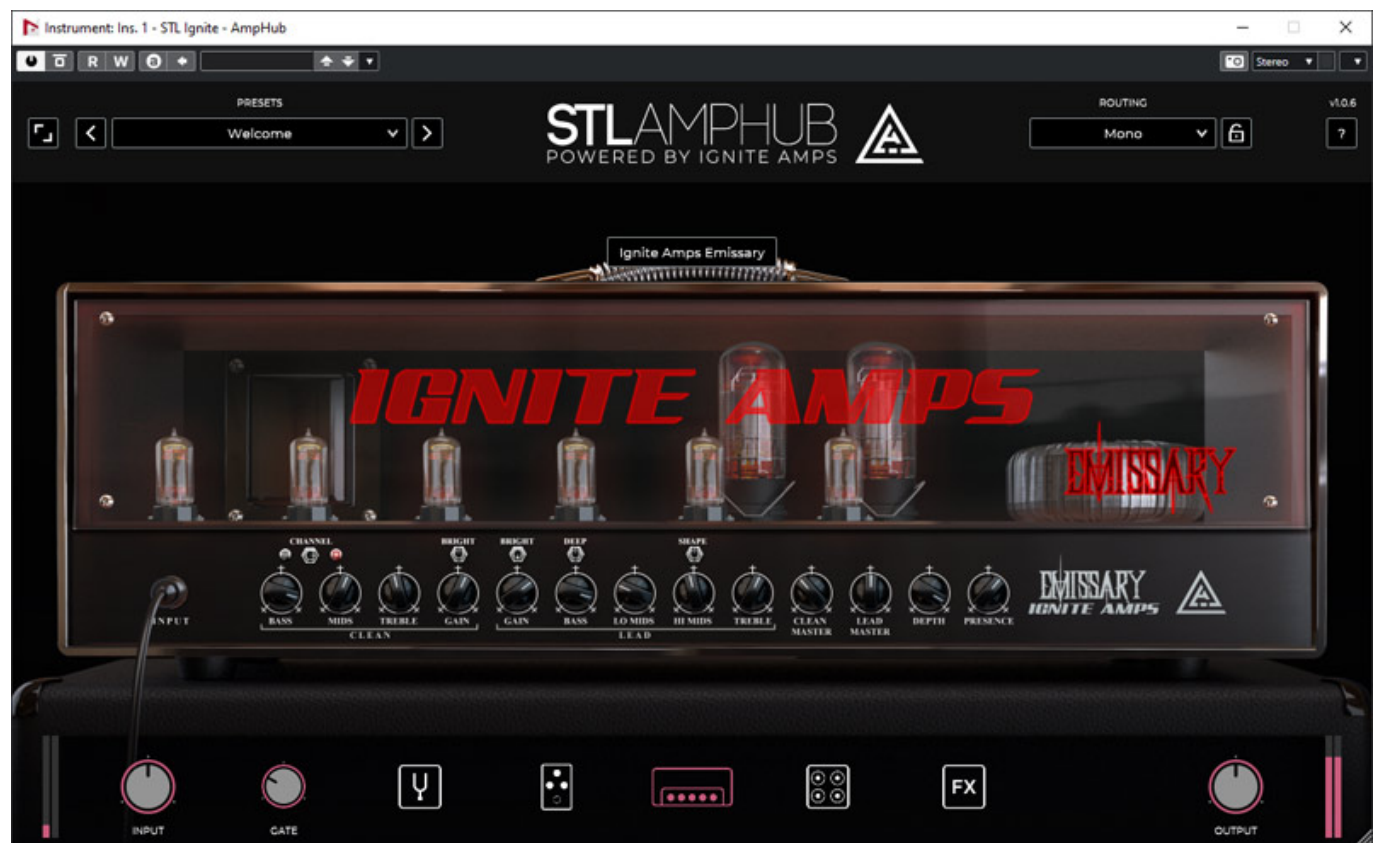 Instrument: Ins. 1 - STL Ignite - AmpHub
R W a Stereo
PRESETS ROUTING v1.0.6
Welcome Mono ?
STLAMPHUB
POWERED BY IGNITE AMPS
Ignite Amps Emissary
IGNITE AMPS
EMISSARY
CHANNEL BRIGHT BRIGHT DEEP SHAPE
EMISSARY
IGNITE AMPS
INPUT BASS MIDS TREBLE GAIN GAIN BASS LO MIDS HI MIDS TREBLE CLEAN MASTER LEAD MASTER DEPTH PRESENCE
CLEAN LEAD
FX
INPUT GATE OUTPUT